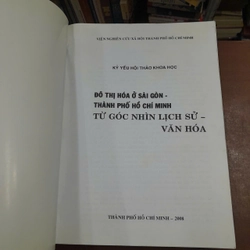 VIỆN NGHIÊN CỨU XÃ HỘI THÀNH PHỐ HỒ CHÍ MINH
KỶ YẾU HỘI THẢO KHOA HỌC
ĐÔ THỊ HÓA Ở SÀI GÒN -
THÀNH PHỐ HỒ CHÍ MINH
TỪ GÓC NHÌN LỊCH SỬ –
VĂN HÓA
THÀNH PHỐ HỒ CHÍ MINH – 2008